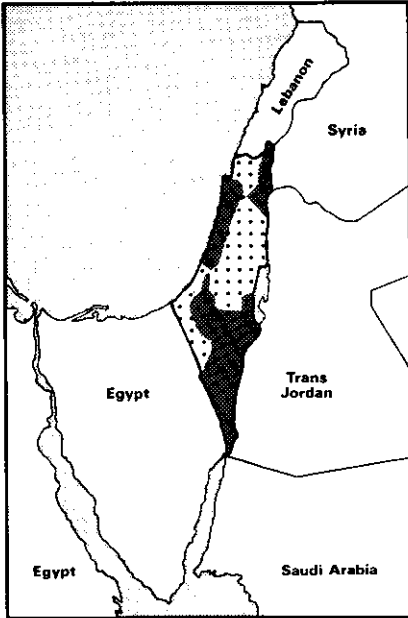 Lebanon
Syria
Egypt
Trans
Jordan
Egypt
Saudi Arabia